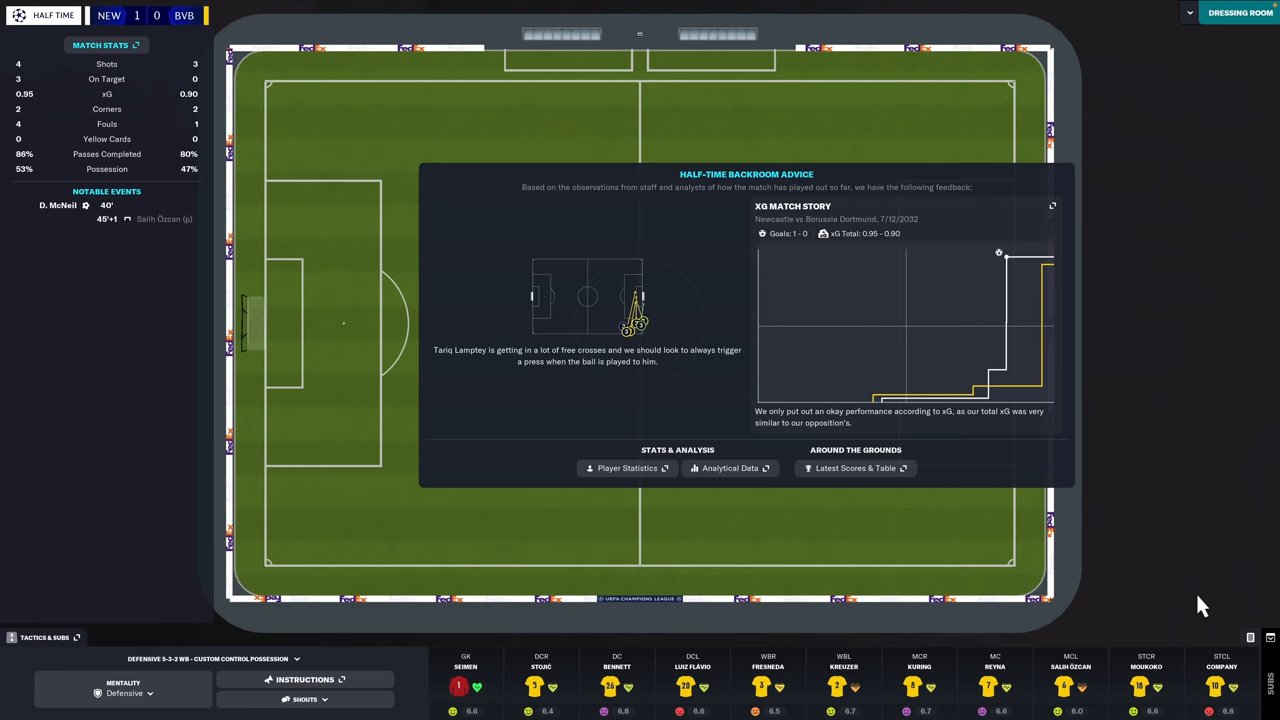 HALF TIME NEW 1 0 BVB
DRESSING ROOM
MATCH STATS
4 Shots 3
3 On Target 0
0.95 xG 0.90
2 Corners 2
4 Fouls 1
0 Yellow Cards 0
86% Passes Completed 80%
53% Possession 47%
NOTABLE EVENTS
D. McNeil 40'
45'+1 Salih Özcan (p)
HALF-TIME BACKROOM ADVICE
Based on the observations from staff and analysts of how the match has played out so far, we have the following feedback:
Tariq Lamptey is getting in a lot of free crosses and we should look to always trigger
a press when the ball is played to him.
XG MATCH STORY
Newcastle vs Borussia Dortmund, 7/12/2032
Goals: 1 - 0 xG Total: 0.95 - 0.90
We only put out an okay performance according to xG, as our total xG was very
similar to our opposition's.
STATS & ANALYSIS
Player Statistics
Analytical Data
AROUND THE GROUNDS
Latest Scores & Table
UEFA CHAMPIONS LEAGUE
FedEx
TACTICS & SUBS
DEFENSIVE 5-3-2 WB - CUSTOM CONTROL POSSESSION
MENTALITY
Defensive
INSTRUCTIONS
SHOUTS
GK DCR DC DCL WBR WBL MCR MC MCL STCR STCL
SEIMEN STOJIĆ BENNETT LUIZ FLÁVIO FRESNEDA KREUZER KURING REYNA SALIH ÖZCAN MOUKOKO COMPANY
1 5 26 20 3 2 8 7 6 18 10
6.6 6.4 6.8 6.6 6.5 6.7 6.7 6.6 6.0 6.6 6.6
SUBS